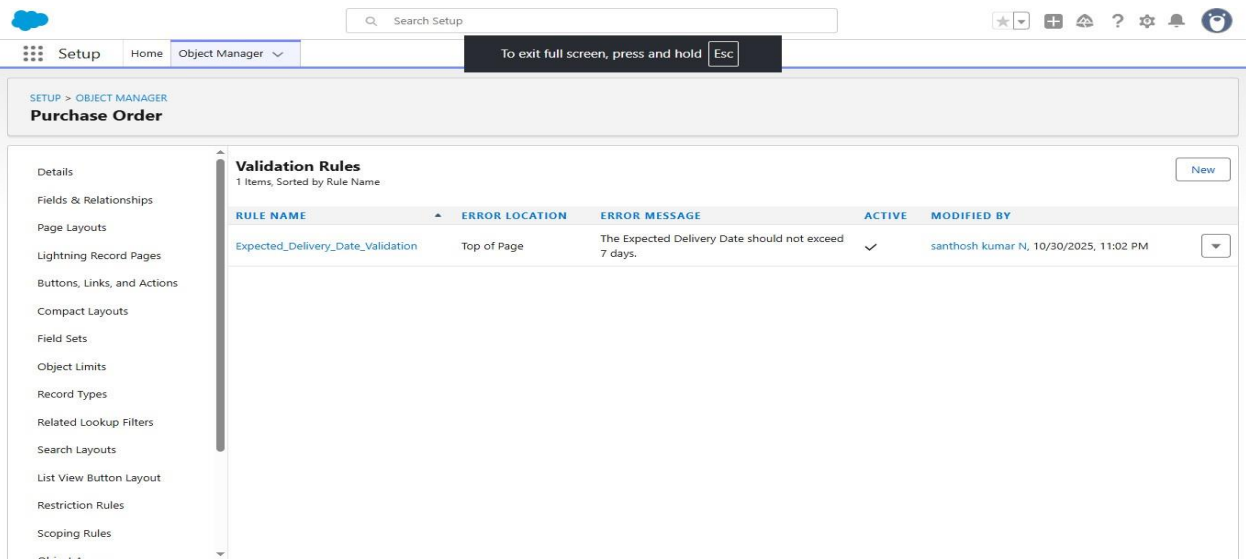 Search Setup
Setup
Home
Object Manager
To exit full screen, press and hold Esc
SETUP > OBJECT MANAGER
Purchase Order
Details
Fields & Relationships
Page Layouts
Lightning Record Pages
Buttons, Links, and Actions
Compact Layouts
Field Sets
Object Limits
Record Types
Related Lookup Filters
Search Layouts
List View Button Layout
Restriction Rules
Scoping Rules
Validation Rules
1 Items, Sorted by Rule Name
New
RULE NAME ERROR LOCATION ERROR MESSAGE ACTIVE MODIFIED BY
Expected_Delivery_Date_Validation Top of Page The Expected Delivery Date should not exceed
7 days.
santhosh kumar N, 10/30/2025, 11:02 PM